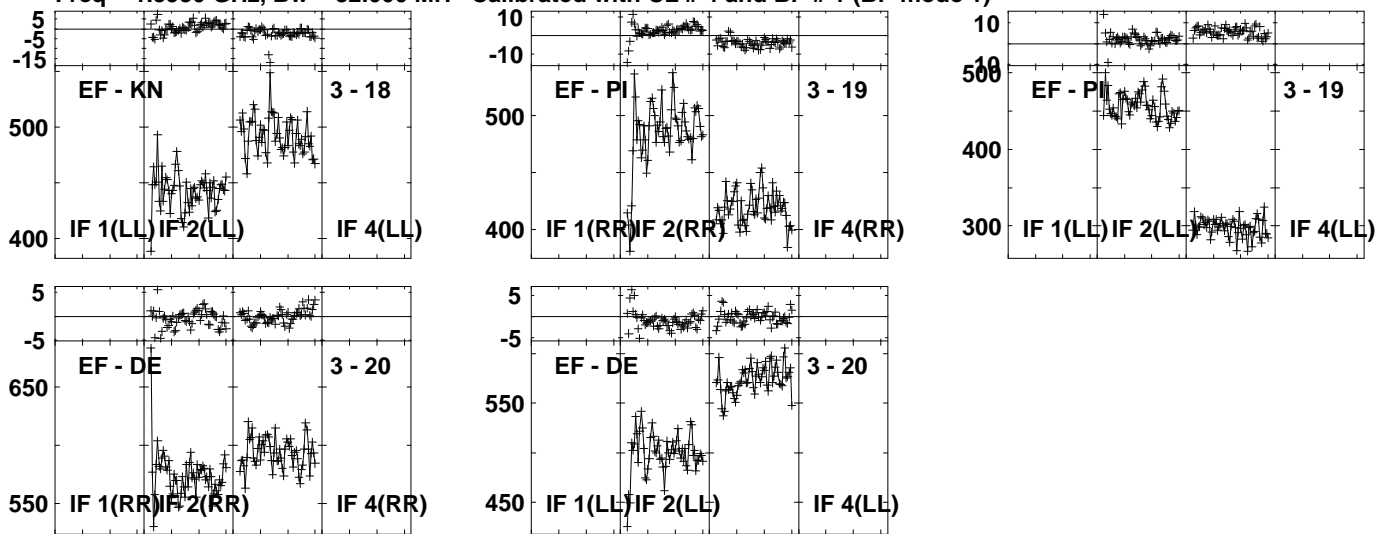 Freq GHz, Bw = 32.000 MH Calibrated with CL # and BP # (BP mode 1)
5 -5 -15
10 0 -10
10 0 -10
EF - KN 3 - 18
500
400
IF 1(LL) IF 2(LL) IF 4(LL)
EF - PI 3 - 19
500
400
IF 1(RR) IF 2(RR) IF 4(RR)
EF - PI 3 - 19
500
400
300
IF 1(LL) IF 2(LL) IF 4(LL)
5 -5
EF - DE 3 - 20
650
550
IF 1(RR) IF 2(RR) IF 4(RR)
5 0 -5
EF - DE 3 - 20
550
450
IF 1(LL) IF 2(LL) IF 4(LL)